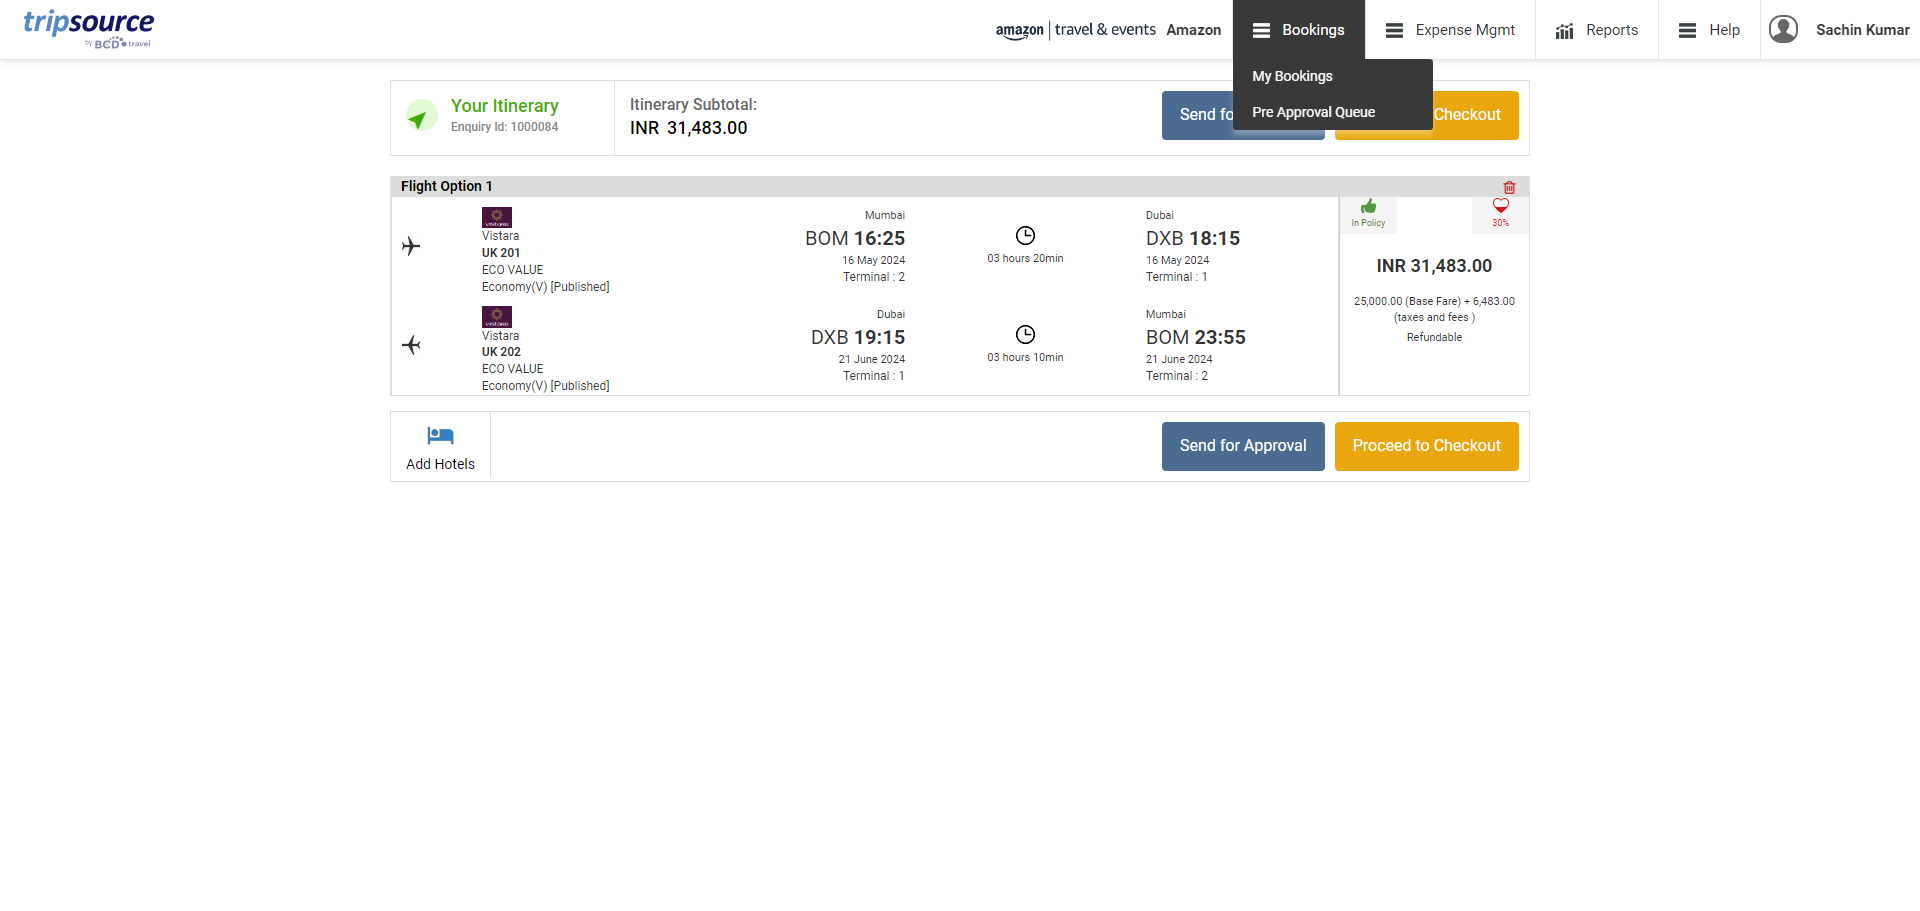 tripsource
by BCD travel
amazon | travel & events Amazon
Bookings
Expense Mgmt
Reports
Help
Sachin Kumar
My Bookings
Pre Approval Queue
Your Itinerary
Enquiry Id: 1000084
Itinerary Subtotal:
INR 31,483.00
Send fo
Checkout
Flight Option 1
Vistara
UK 201
ECO VALUE
Economy(V) [Published]
Mumbai
BOM 16:25
16 May 2024
Terminal : 2
03 hours 20min
Dubai
DXB 18:15
16 May 2024
Terminal : 1
In Policy
30%
INR 31,483.00
25,000.00 (Base Fare) + 6,483.00
(taxes and fees )
Refundable
Vistara
UK 202
ECO VALUE
Economy(V) [Published]
Dubai
DXB 19:15
21 June 2024
Terminal : 1
03 hours 10min
Mumbai
BOM 23:55
21 June 2024
Terminal : 2
Add Hotels
Send for Approval
Proceed to Checkout